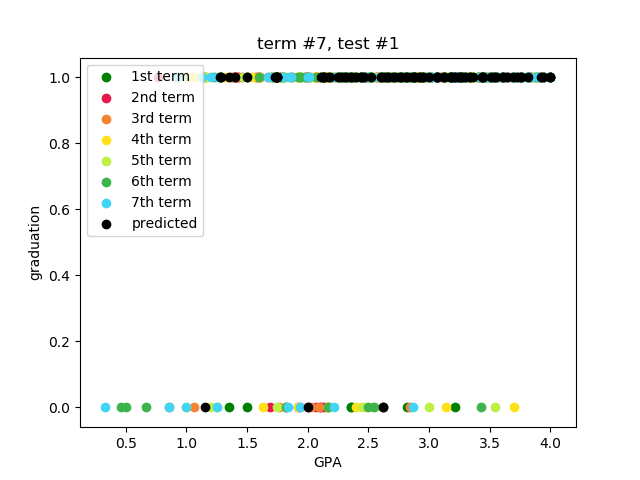 term #7, test #1
1.0
0.8
0.6
0.4
0.2
0.0
graduation
1st term
2nd term
3rd term
4th term
5th term
6th term
7th term
predicted
0.5 1.0 1.5 2.0 2.5 3.0 3.5 4.0
GPA